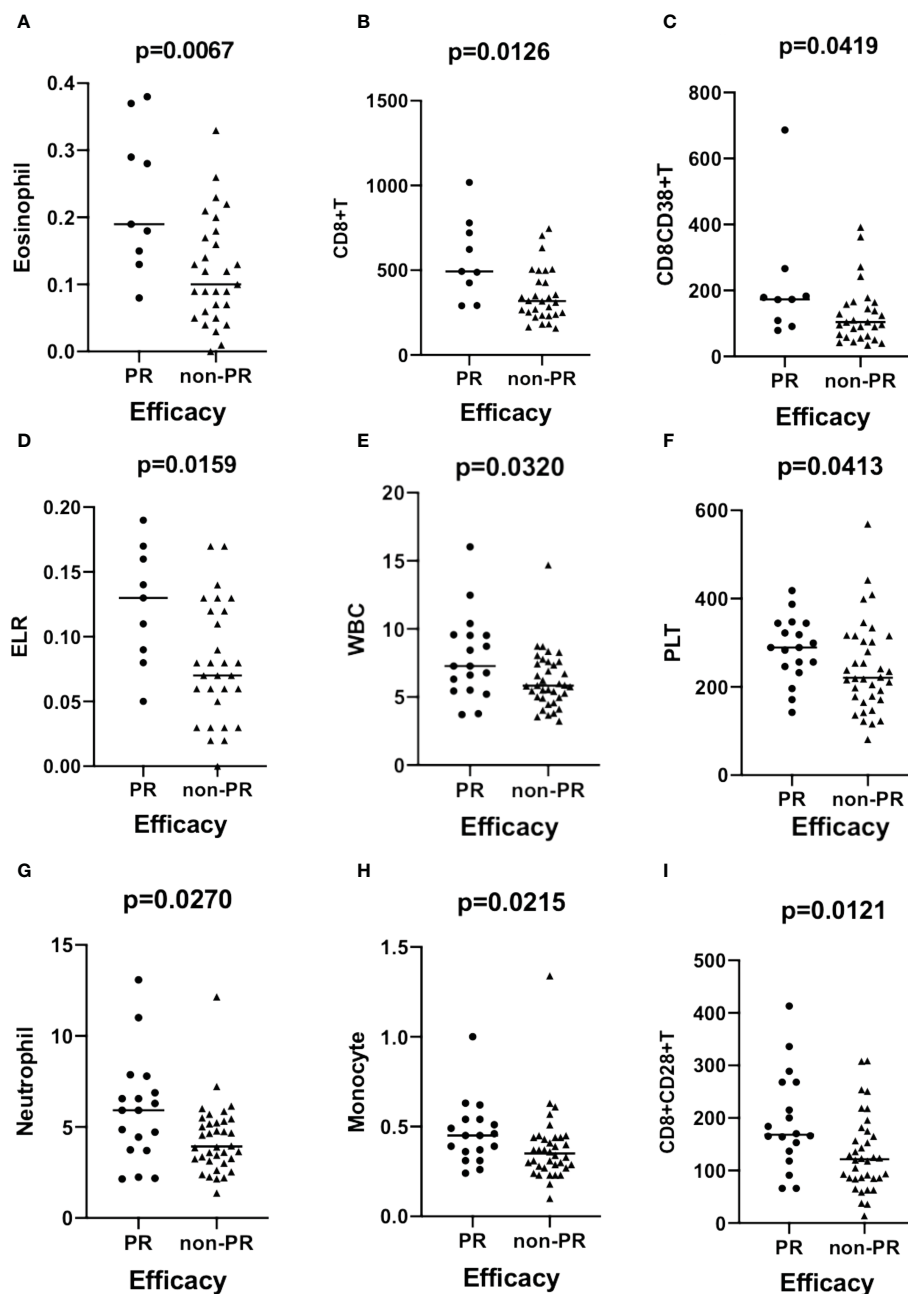 A
p=0.0067
Eosinophil
0.4
0.3
0.2
0.1
0.0
PR non-PR
Efficacy
B
p=0.0126
CD8+T
1500
1000
500
0
PR non-PR
Efficacy
C
p=0.0419
CD8CD38+T
800
600
400
200
0
PR non-PR
Efficacy
D
p=0.0159
ELR
0.20
0.15
0.10
0.05
0.00
PR non-PR
Efficacy
E
p=0.0320
WBC
20
15
10
5
0
PR non-PR
Efficacy
F
p=0.0413
PLT
600
400
200
0
PR non-PR
Efficacy
G
p=0.0270
Neutrophil
15
10
5
0
PR non-PR
Efficacy
H
p=0.0215
Monocyte
1.5
1.0
0.5
0.0
PR non-PR
Efficacy
I
p=0.0121
CD8+CD28+T
500
400
300
200
100
0
PR non-PR
Efficacy